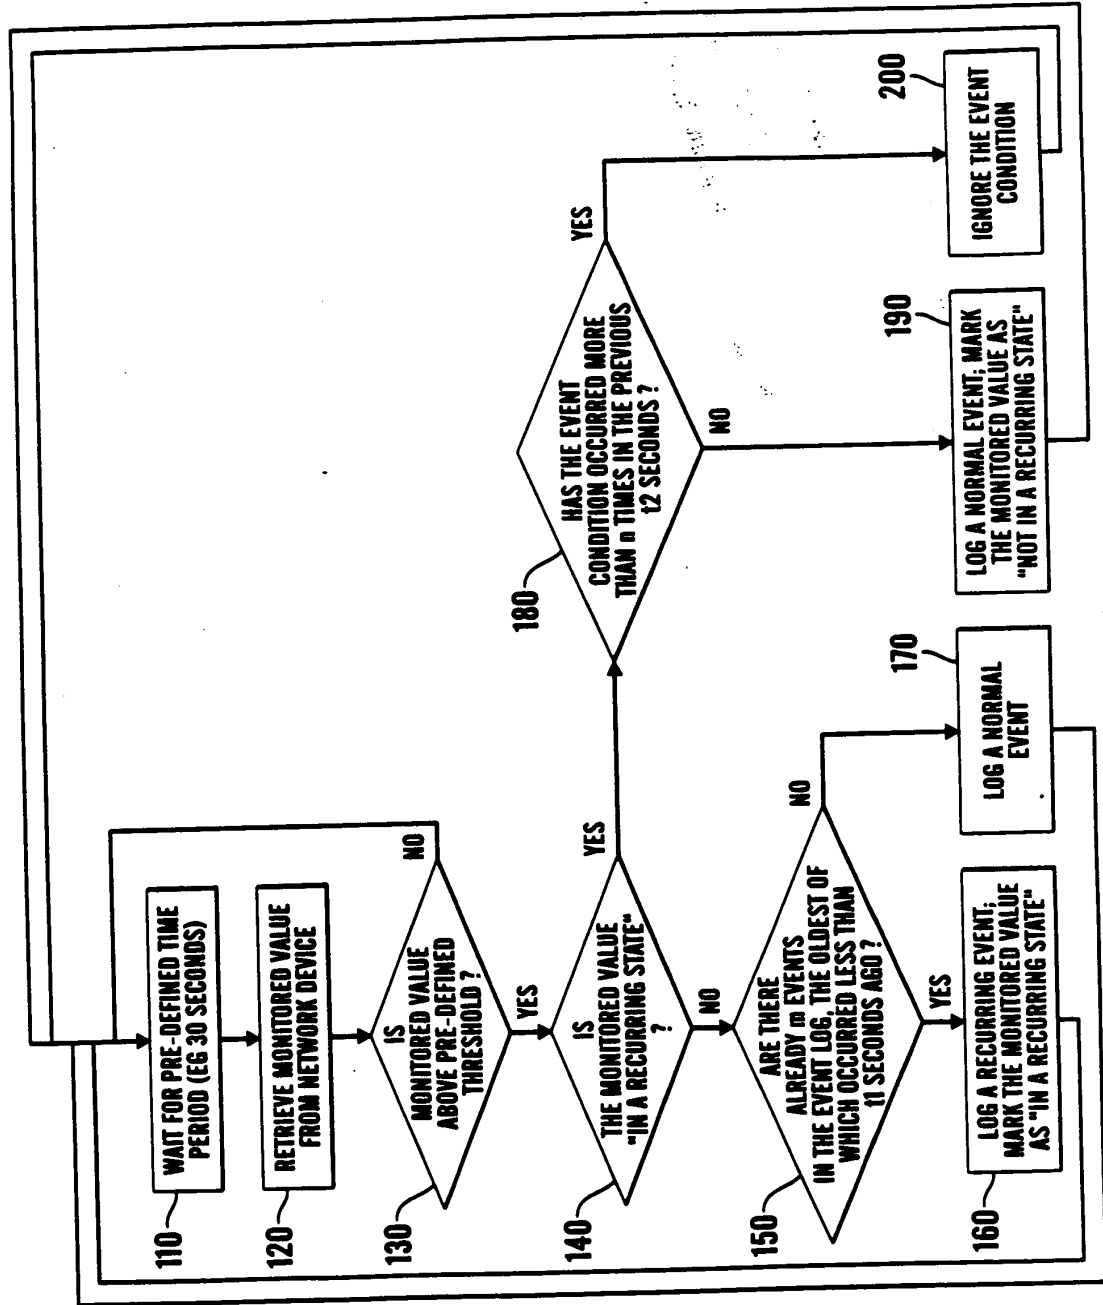 110
WAIT FOR PRE-DEFINED TIME
PERIOD (EG 30 SECONDS)
120
RETRIEVE MONITORED VALUE
FROM NETWORK DEVICE
130
IS
MONITORED VALUE
ABOVE PRE-DEFINED
THRESHOLD ?
NO
YES
140
IS
THE MONITORED VALUE
"IN A RECURRING STATE"
?
YES
NO
150
ARE THERE
ALREADY m EVENTS
IN THE EVENT LOG, THE OLDEST OF
WHICH OCCURRED LESS THAN
t1 SECONDS AGO ?
NO
YES
160
LOG A RECURRING EVENT;
MARK THE MONITORED VALUE
AS "IN A RECURRING STATE"
170
LOG A NORMAL
EVENT
180
HAS THE EVENT
CONDITION OCCURRED MORE
THAN n TIMES IN THE PREVIOUS
t2 SECONDS ?
YES
NO
190
LOG A NORMAL EVENT; MARK
THE MONITORED VALUE AS
"NOT IN A RECURRING STATE"
200
IGNORE THE EVENT
CONDITION